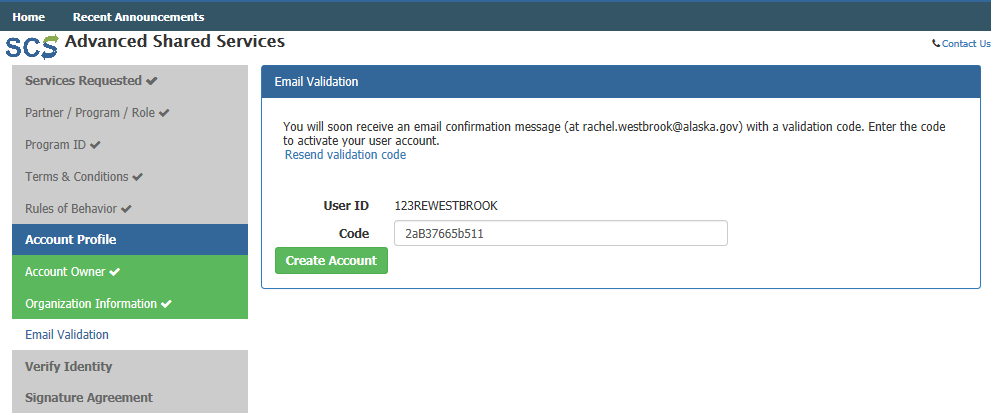 Home Recent Announcements
SCS Advanced Shared Services
Contact Us
Services Requested
Partner / Program / Role
Program ID
Terms & Conditions
Rules of Behavior
Account Profile
Account Owner
Organization Information
Email Validation
Verify Identity
Signature Agreement
Email Validation
You will soon receive an email confirmation message (at rachel.westbrook@alaska.gov) with a validation code. Enter the code
to activate your user account.
Resend validation code
User ID 123REWESTBROOK
Code 2aB37665b511
Create Account